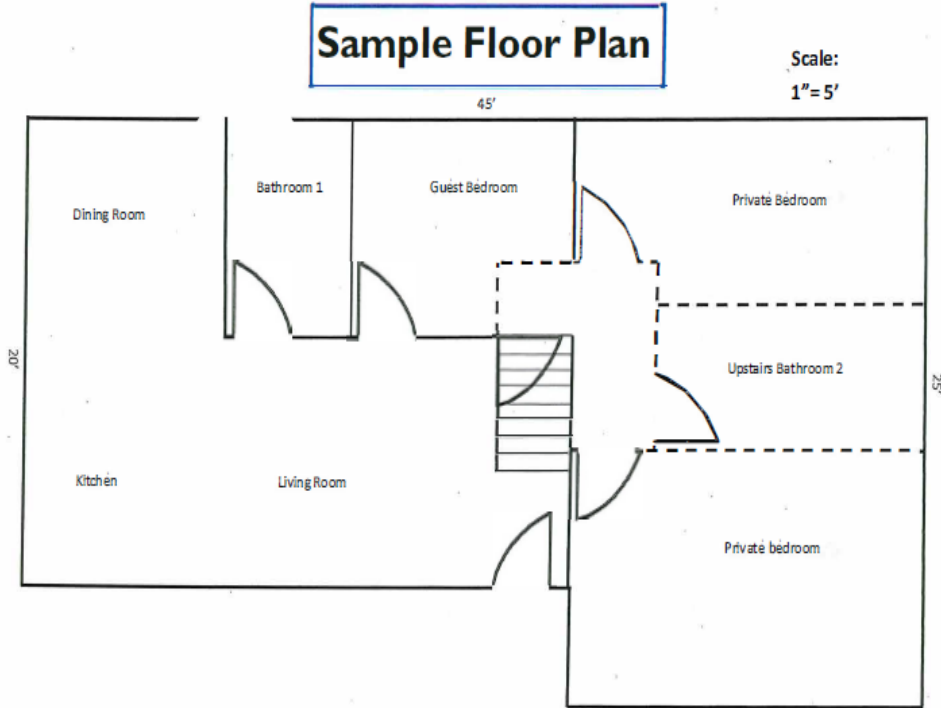 Sample Floor Plan
Scale:
1"= 5'
45'
Bathroom 1
Guest Bedroom
Private Bedroom
Dining Room
20'
Upstairs Bathroom 2
25'
Kitchen
Living Room
Private bedroom